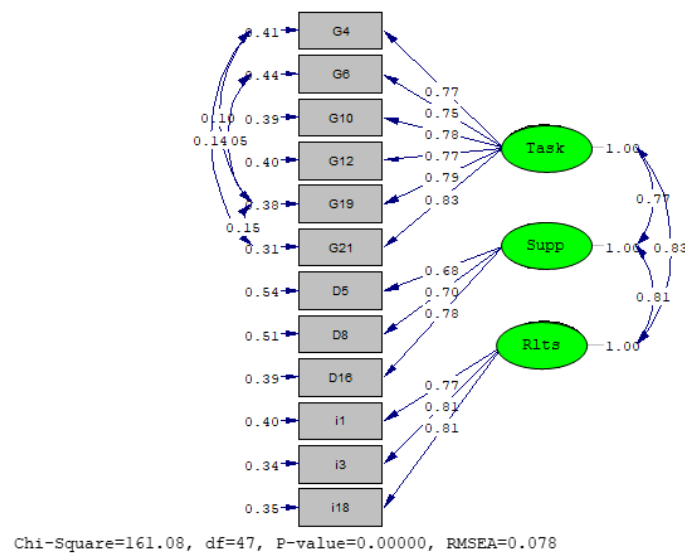 0.41 G4
0.44 G6
0.77
0.75
0.39 G10
0.10
0.78
0.14 05
0.40 G12
0.77
Task 1.00
0.38 G19
0.79
0.77
0.15
0.83
0.31 G21
Supp 1.00 0.83
0.54 D5
0.68
0.70
0.78
0.81
0.51 D8
Rlts 1.00
0.39 D16
0.77
0.81
0.81
0.40 i1
0.34 i3
0.35 i18
Chi-Square=161.08, df=47, P-value=0.00000, RMSEA=0.078